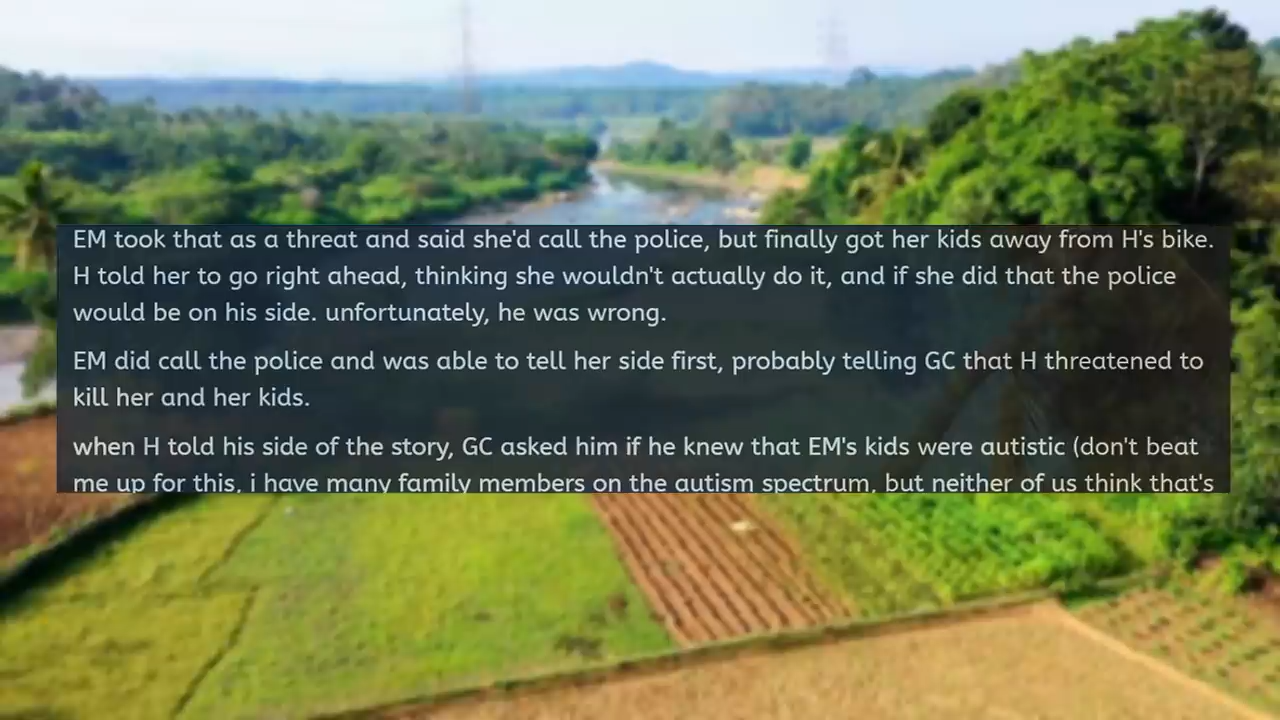 EM took that as a threat and said she'd call the police, but finally got her kids away from H's bike.
H told her to go right ahead, thinking she wouldn't actually do it, and if she did that the police
would be on his side. unfortunately, he was wrong.
EM did call the police and was able to tell her side first, probably telling GC that H threatened to
kill her and her kids.
when H told his side of the story, GC asked him if he knew that EM's kids were autistic (don't beat
me up for this, i have many family members on the autism spectrum, but neither of us think that's